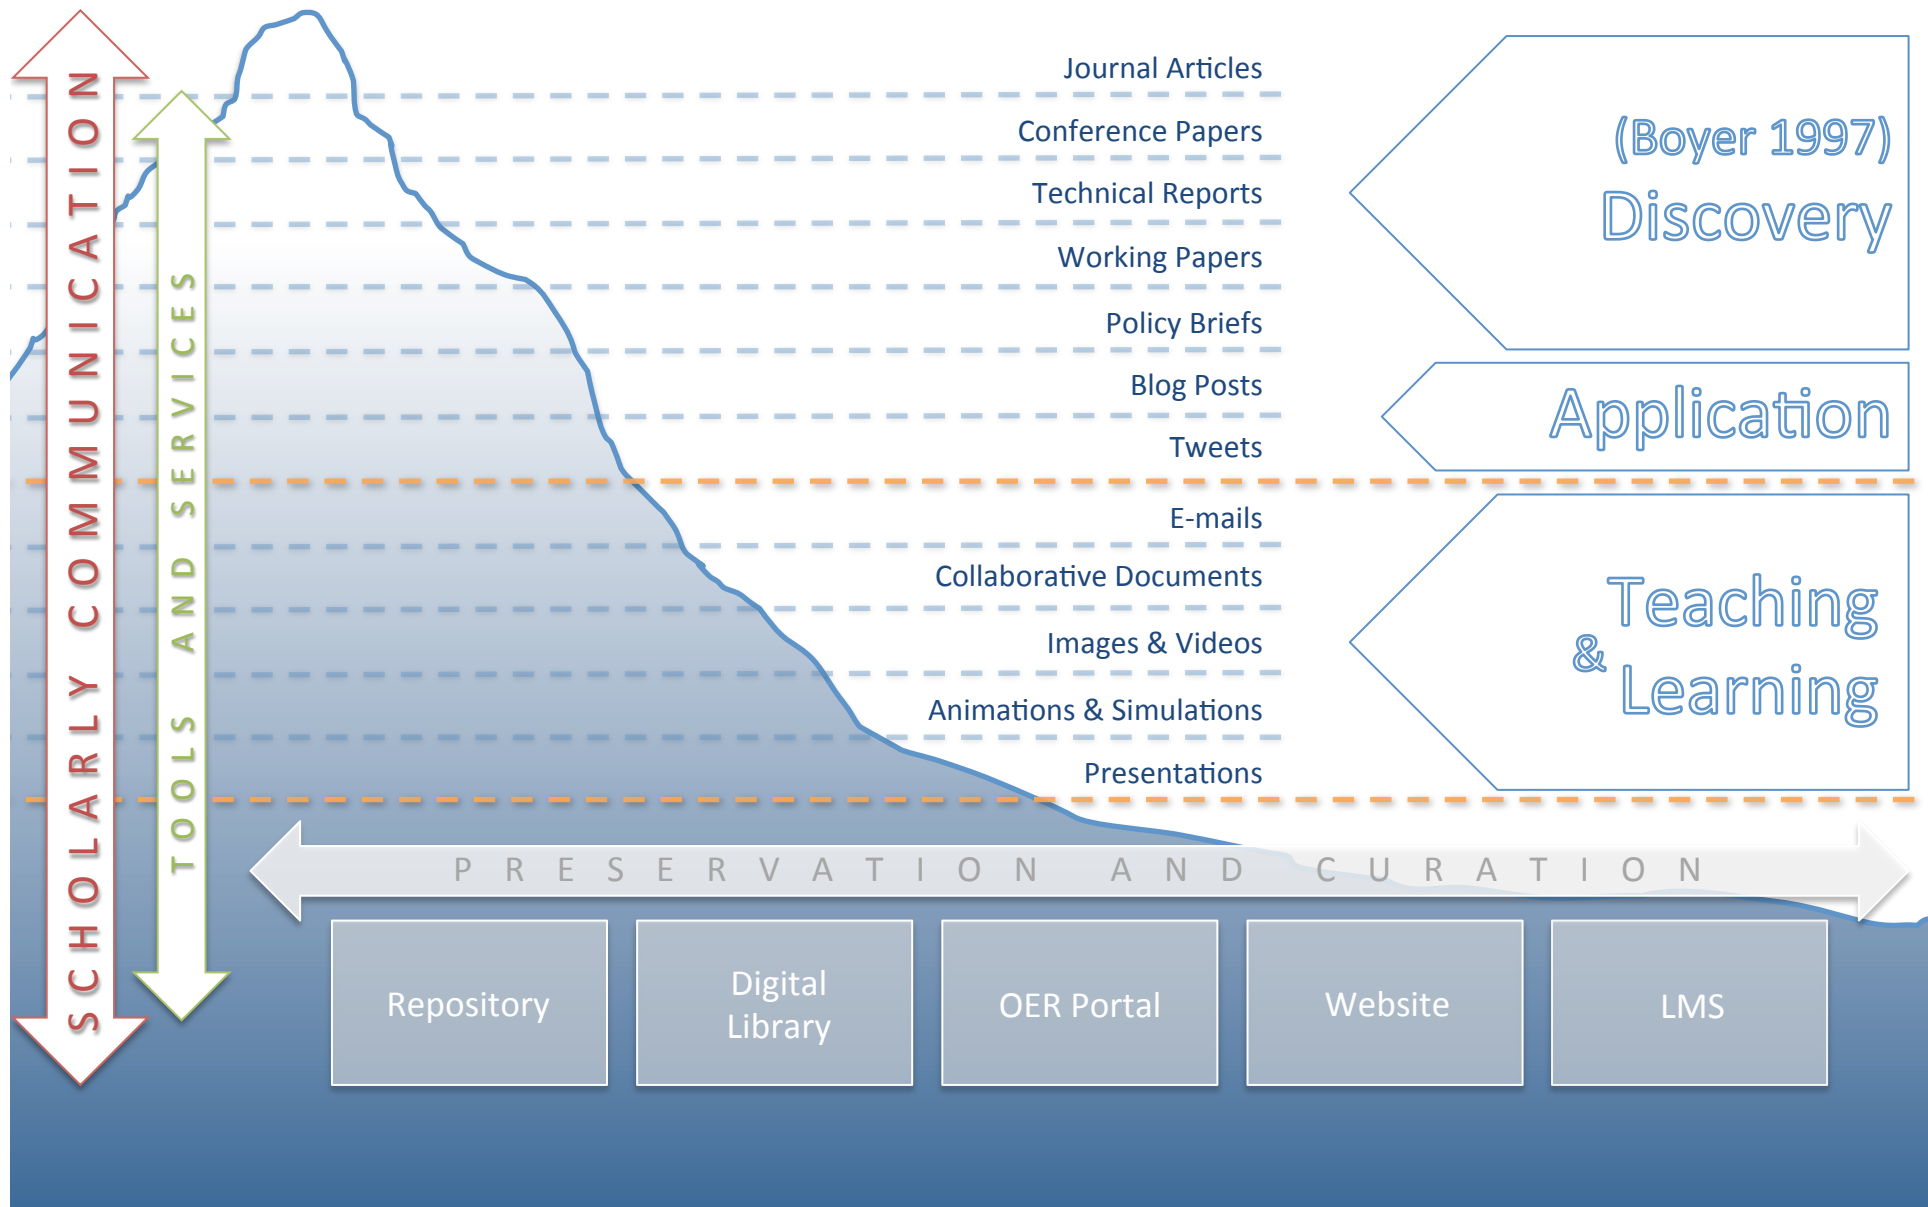 SCHOLARLY COMMUNICATION
TOOLS AND SERVICES
Journal Articles
Conference Papers
Technical Reports
Working Papers
Policy Briefs
Blog Posts
Tweets
E-mails
Collaborative Documents
Images & Videos
Animations & Simulations
Presentations
(Boyer 1997)
Discovery
Application
Teaching
&
Learning
PRESERVATION AND CURATION
Repository
Digital
Library
OER Portal
Website
LMS